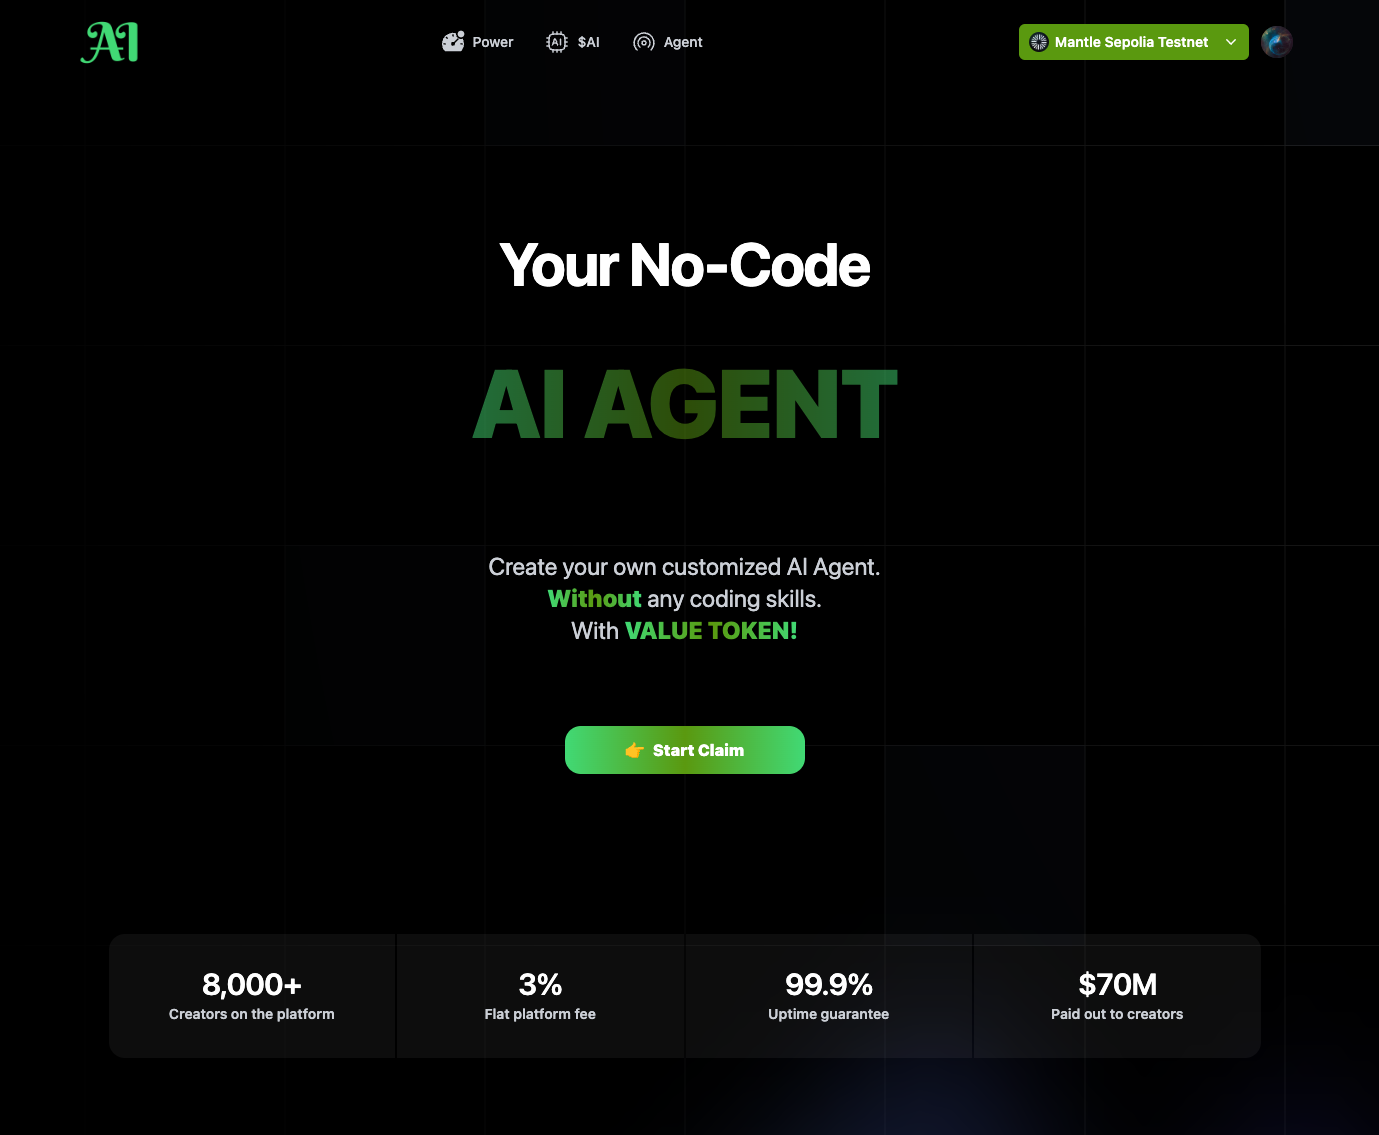 AI
Power
AI
$AI
Agent
Mantle Sepolia Testnet
Your No-Code
AI AGENT
Create your own customized AI Agent.
Without any coding skills.
With VALUE TOKEN!
👉 Start Claim
8,000+
Creators on the platform
3%
Flat platform fee
99.9%
Uptime guarantee
$70M
Paid out to creators